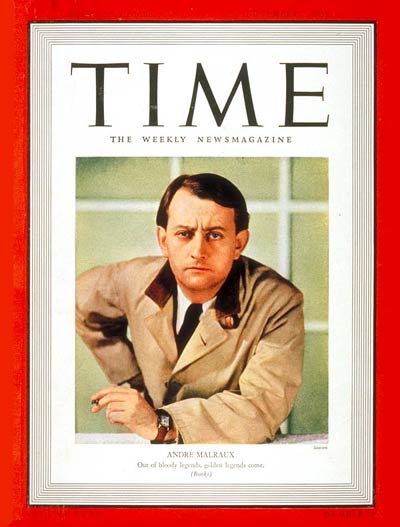 TIME
THE WEEKLY NEWSMAGAZINE
ANDRÉ MALRAUX
Out of bloody legends, golden legends come.
(Books)